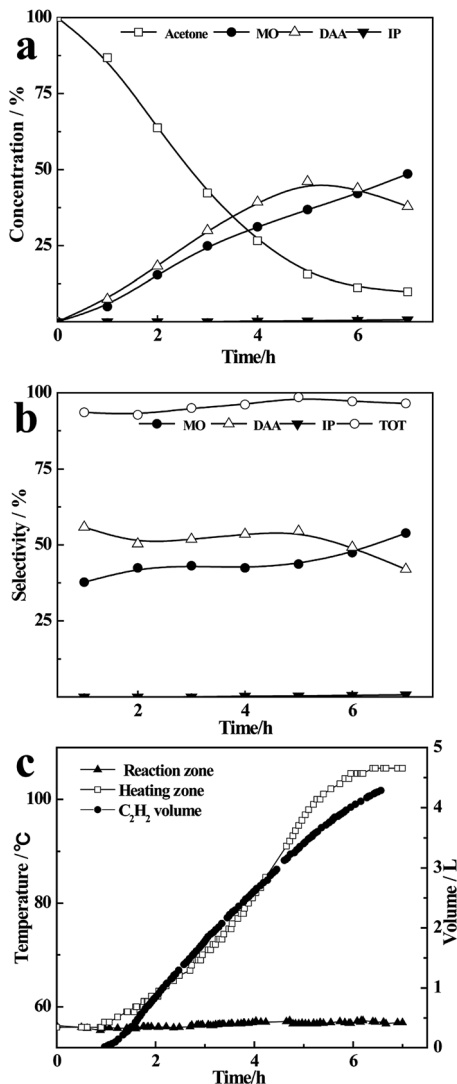 a
Acetone MO DAA IP
Concentration / %
100
75
50
25
0 2 4 6
Time/h
b
MO DAA IP TOT
Selectivity / %
100
75
50
25
2 4 6
Time/h
c
Reaction zone
Heating zone
C₂H₂ volume
Temperature /℃
100
80
60
Volume / L
5
4
3
2
1
0
0 2 4 6
Time/h